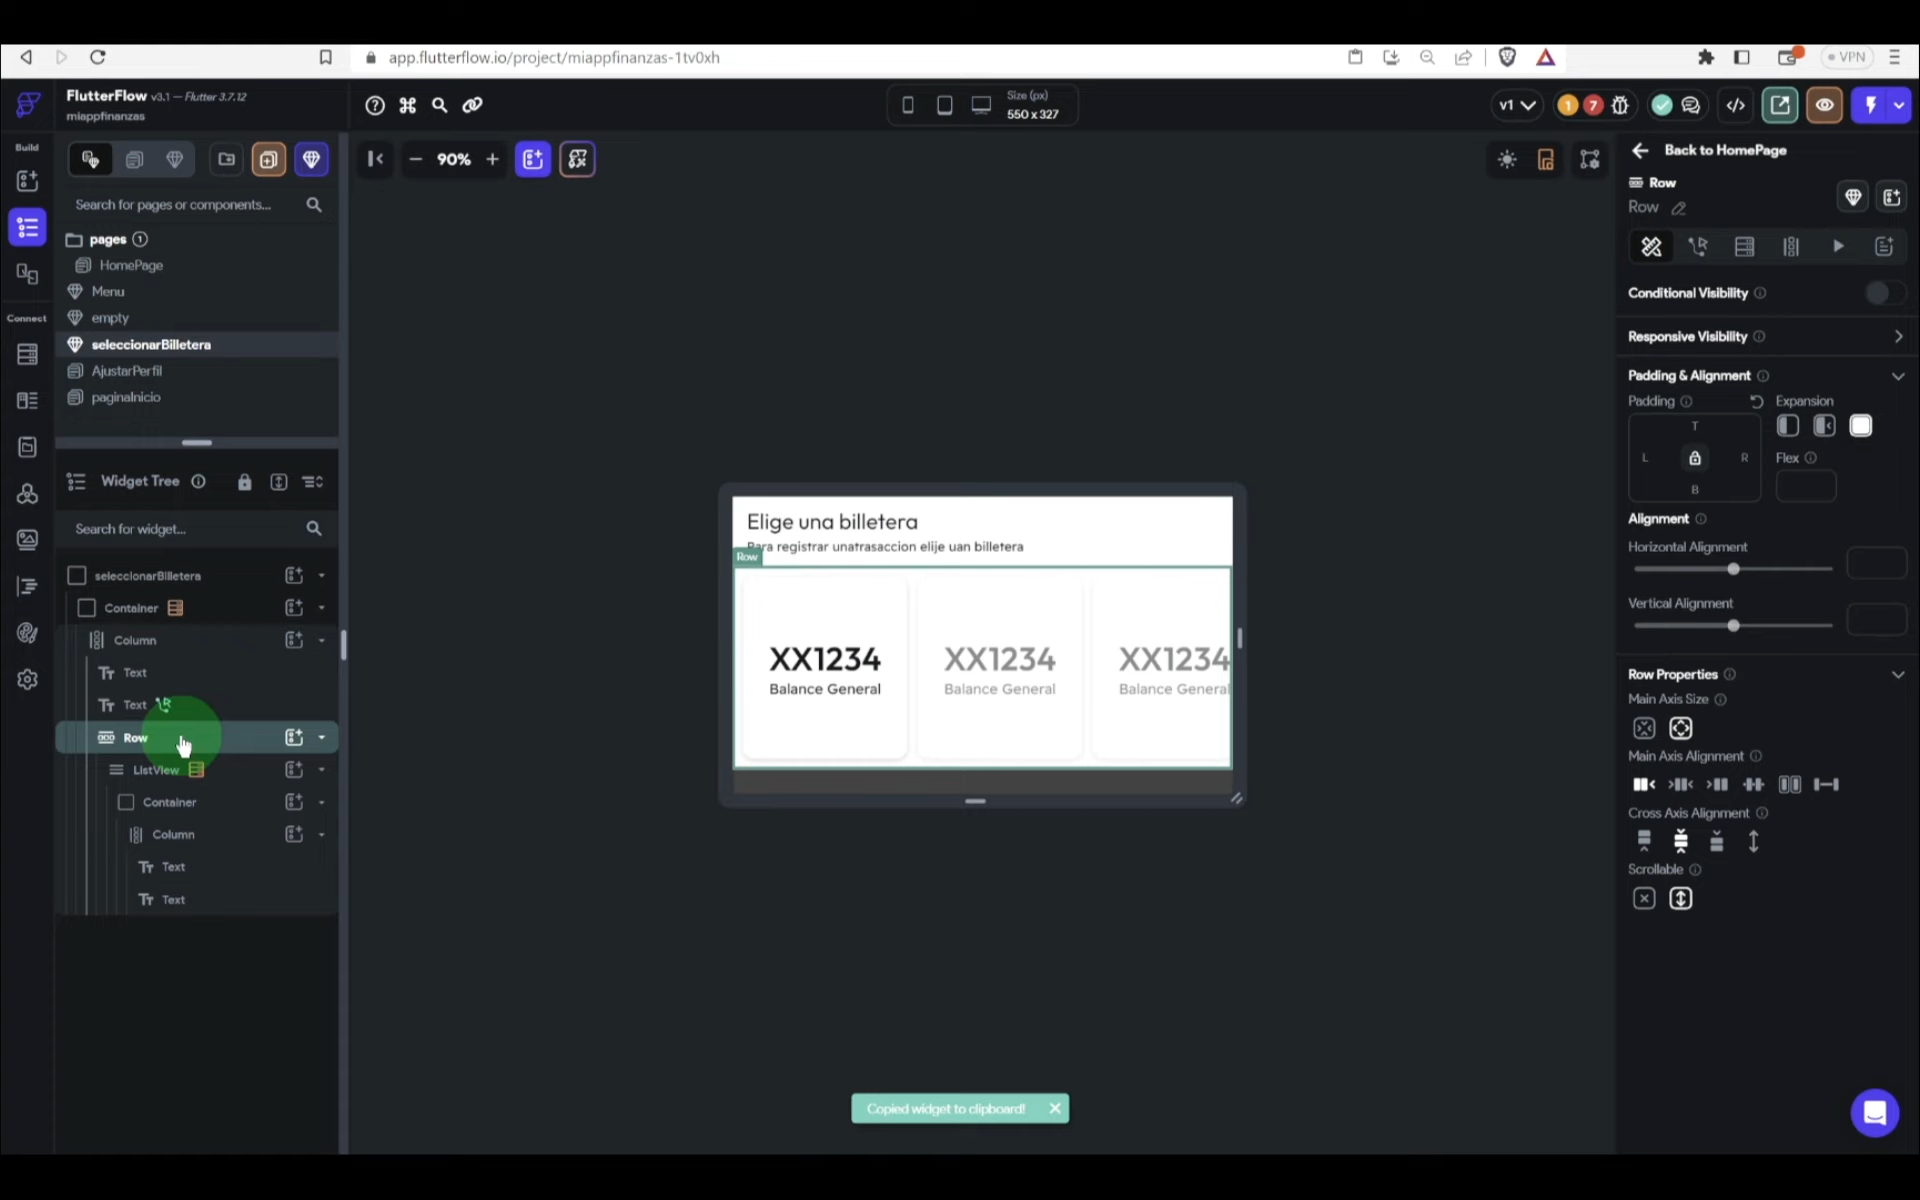 app.flutterflow.io/project/miappfinanzas-1tv0xh
VPN
FlutterFlow v3.1 — Flutter 3.7.12
miappfinanzas
Size (px)
550 x 327
v1
1
7
Build
90%
Back to HomePage
Search for pages or components...
Row
Row
pages 1
HomePage
Menu
Connect
empty
seleccionarBilletera
AjustarPerfil
paginaInicio
Conditional Visibility
Responsive Visibility
Padding & Alignment
Padding
Expansion
T
L
R
B
Flex
Alignment
Horizontal Alignment
Vertical Alignment
Widget Tree
Search for widget...
seleccionarBilletera
Container
Column
Text
Text
Row
ListView
Container
Column
Text
Text
Elige una billetera
Para registrar unatrasaccion elije uan billetera
Row
XX1234
Balance General
XX1234
Balance General
XX1234
Balance General
Row Properties
Main Axis Size
Main Axis Alignment
Cross Axis Alignment
Scrollable
Copied widget to clipboard!